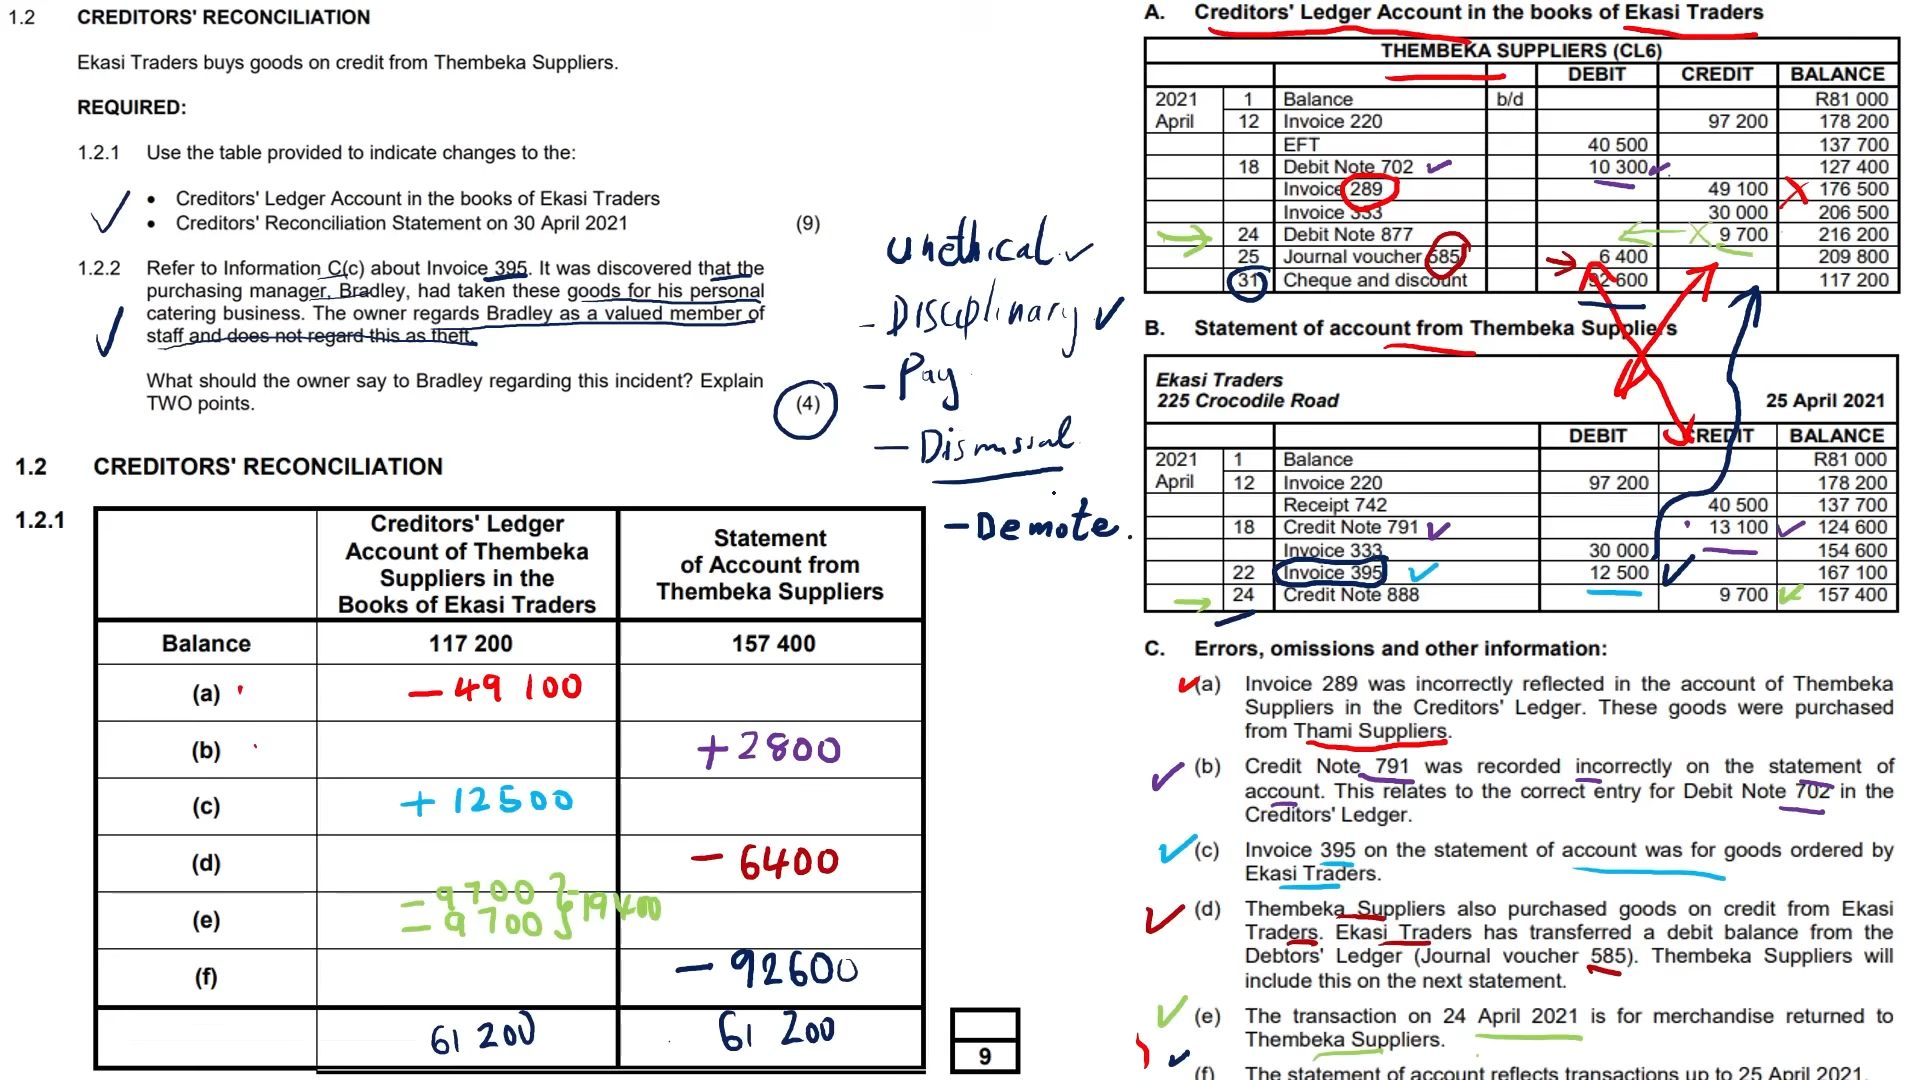 1.2 CREDITORS' RECONCILIATION
Ekasi Traders buys goods on credit from Thembeka Suppliers.
REQUIRED:
1.2.1 Use the table provided to indicate changes to the:
• Creditors' Ledger Account in the books of Ekasi Traders
• Creditors' Reconciliation Statement on 30 April 2021 (9)
1.2.2 Refer to Information C(c) about Invoice 395. It was discovered that the
purchasing manager, Bradley, had taken these goods for his personal
catering business. The owner regards Bradley as a valued member of
staff and does not regard this as theft.
What should the owner say to Bradley regarding this incident? Explain
TWO points. (4)
unethical
- Disciplinary
- Pay
- Dismissal
- Demote.
1.2 CREDITORS' RECONCILIATION
1.2.1
Creditors' Ledger
Account of Thembeka
Suppliers in the
Books of Ekasi Traders
Statement
of Account from
Thembeka Suppliers
Balance 117 200 157 400
(a) - 49 100
(b) + 2800
(c) + 12500
(d) - 6400
(e) - 9700
- 9700 } 19 400
(f) - 92600
61 200 61 200
9
A. Creditors' Ledger Account in the books of Ekasi Traders
THEMBEKA SUPPLIERS (CL6)
DEBIT CREDIT BALANCE
2021 1 Balance b/d R81 000
April 12 Invoice 220 97 200 178 200
EFT 40 500 137 700
18 Debit Note 702 10 300 127 400
Invoice 289 49 100 176 500
Invoice 333 30 000 206 500
24 Debit Note 877 9 700 216 200
25 Journal voucher 585 6 400 209 800
31 Cheque and discount 92 600 117 200
B. Statement of account from Thembeka Suppliers
Ekasi Traders
225 Crocodile Road 25 April 2021
DEBIT CREDIT BALANCE
2021 1 Balance R81 000
April 12 Invoice 220 97 200 178 200
Receipt 742 40 500 137 700
18 Credit Note 791 13 100 124 600
Invoice 333 30 000 154 600
22 Invoice 395 12 500 167 100
24 Credit Note 888 9 700 157 400
C. Errors, omissions and other information:
(a) Invoice 289 was incorrectly reflected in the account of Thembeka
Suppliers in the Creditors' Ledger. These goods were purchased
from Thami Suppliers.
(b) Credit Note 791 was recorded incorrectly on the statement of
account. This relates to the correct entry for Debit Note 702 in the
Creditors' Ledger.
(c) Invoice 395 on the statement of account was for goods ordered by
Ekasi Traders.
(d) Thembeka Suppliers also purchased goods on credit from Ekasi
Traders. Ekasi Traders has transferred a debit balance from the
Debtors' Ledger (Journal voucher 585). Thembeka Suppliers will
include this on the next statement.
(e) The transaction on 24 April 2021 is for merchandise returned to
Thembeka Suppliers.
(f) The statement of account reflects transactions up to 25 April 2021.